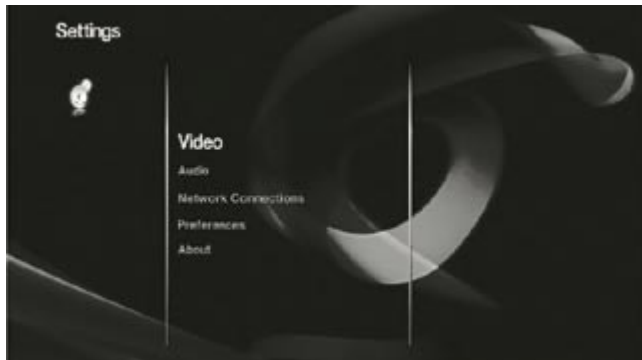 Settings
Video
Audio
Network Connections
Preferences
About